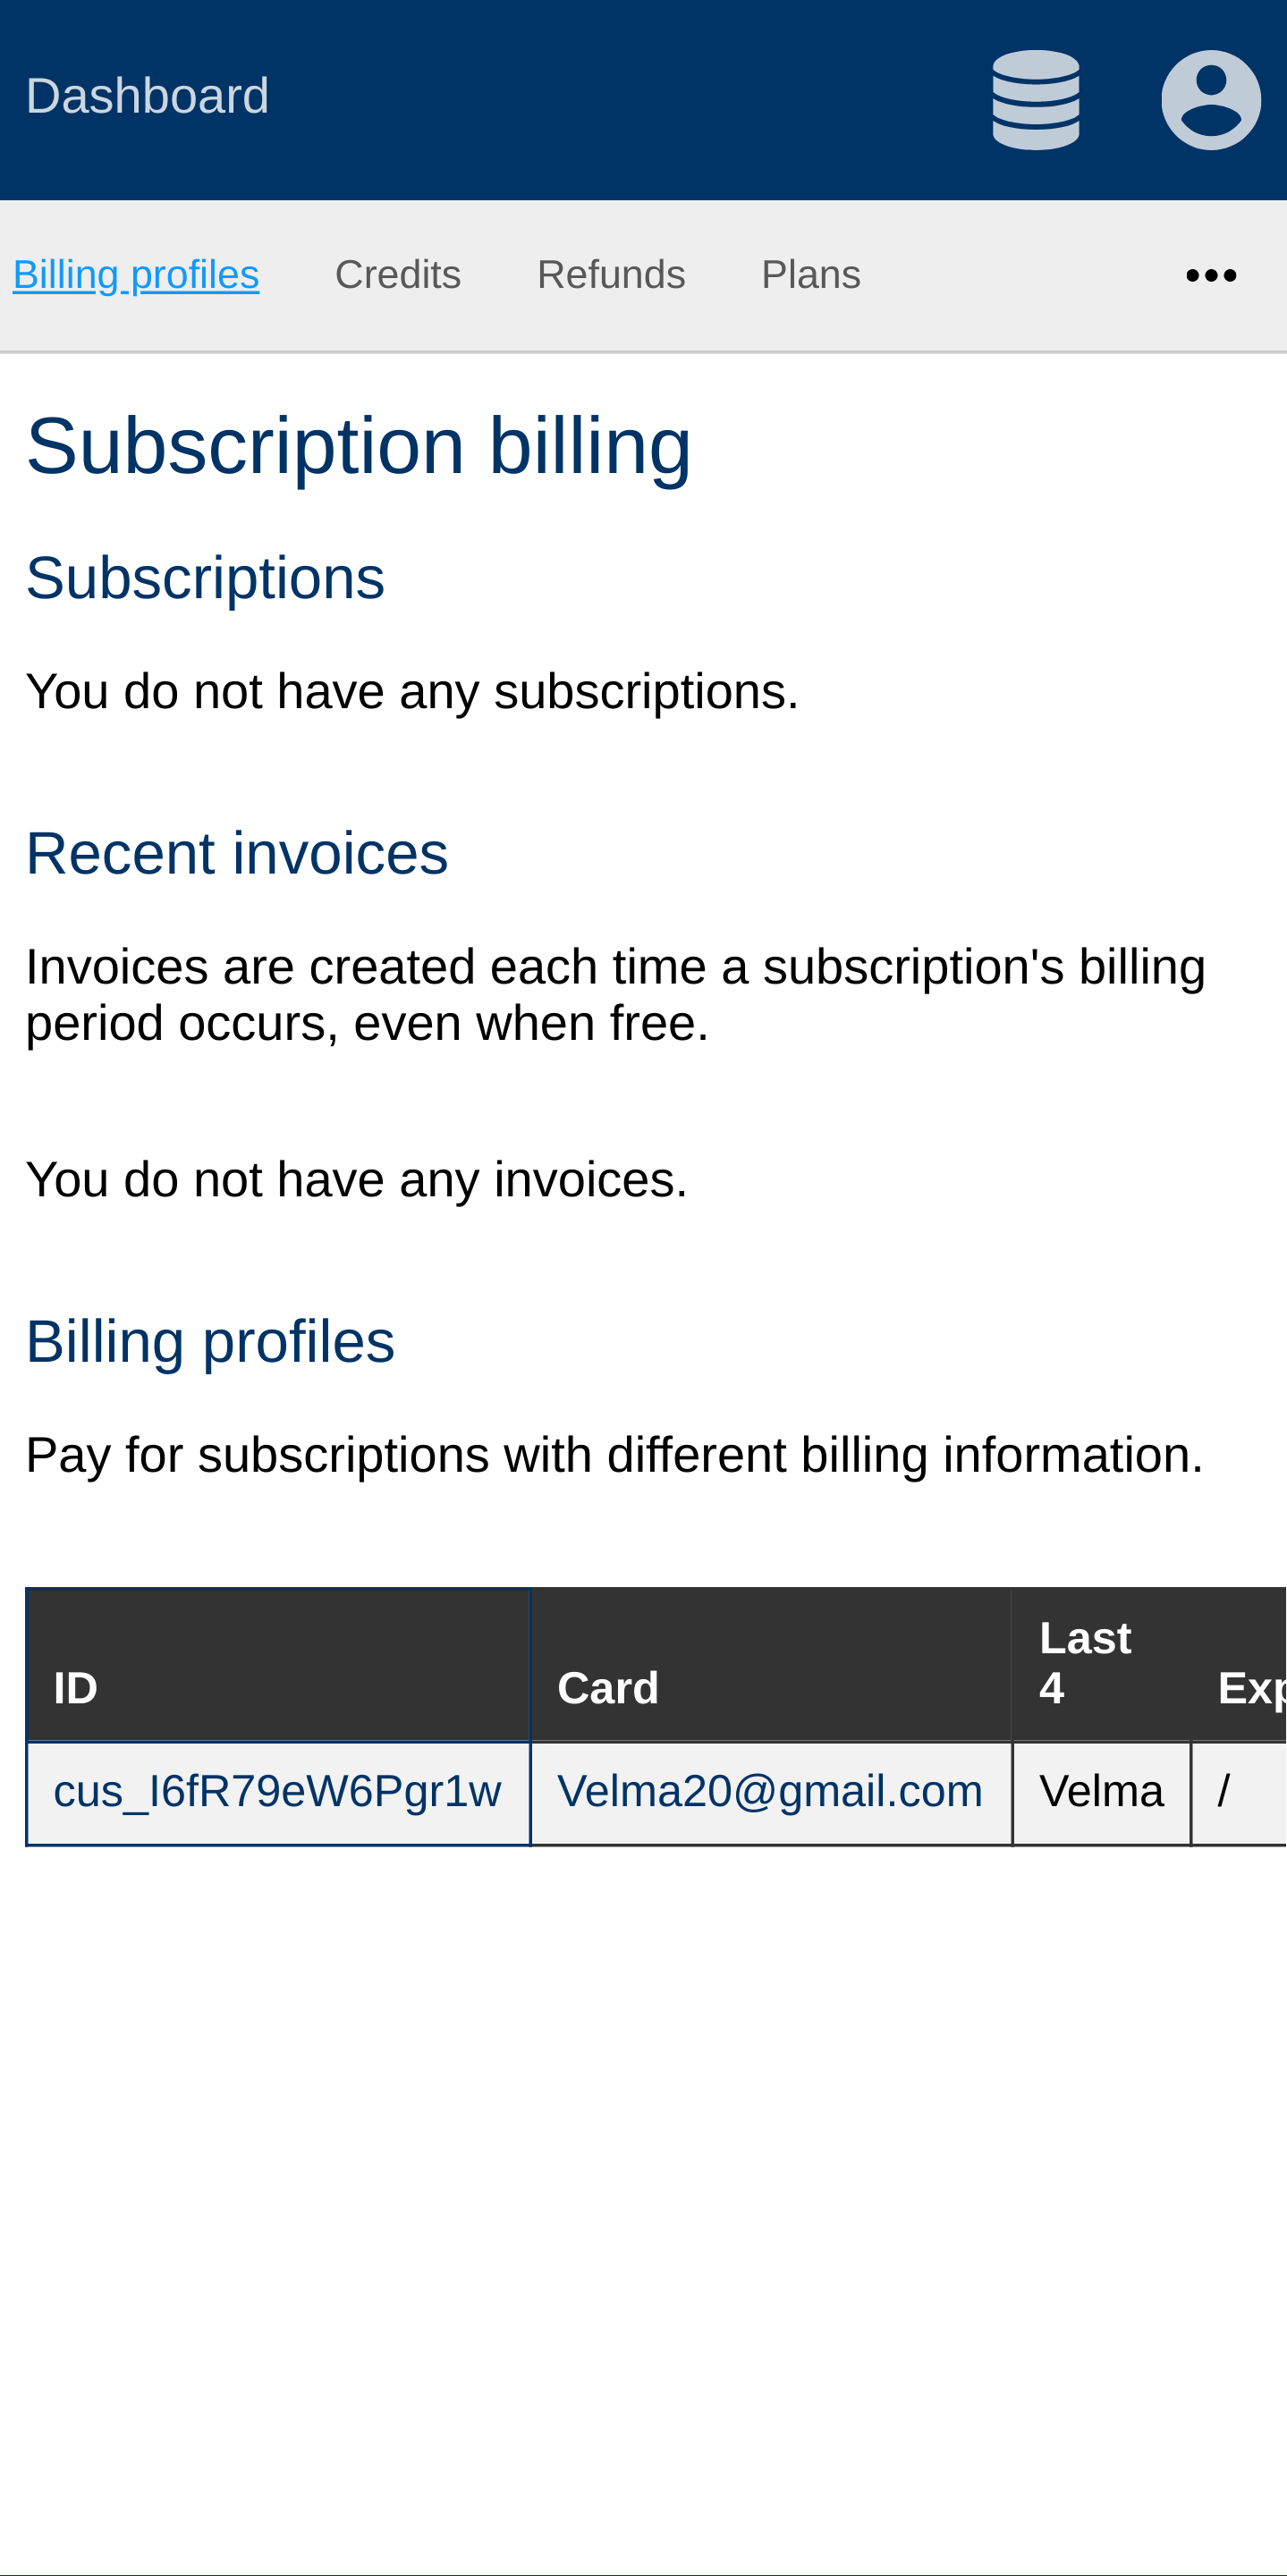 Dashboard
Billing profiles Credits Refunds Plans •••
Subscription billing
Subscriptions
You do not have any subscriptions.
Recent invoices
Invoices are created each time a subscription's billing
period occurs, even when free.
You do not have any invoices.
Billing profiles
Pay for subscriptions with different billing information.
ID Card Last 4 Exp
cus_I6fR79eW6Pgr1w Velma20@gmail.com Velma /